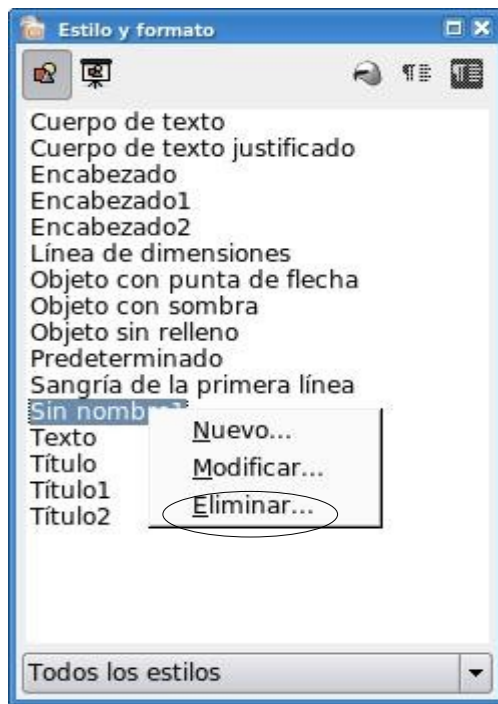 Estilo y formato
Cuerpo de texto
Cuerpo de texto justificado
Encabezado
Encabezado1
Encabezado2
Línea de dimensiones
Objeto con punta de flecha
Objeto con sombra
Objeto sin relleno
Predeterminado
Sangría de la primera línea
Sin nombre1
Texto
Título
Título1
Título2
Nuevo...
Modificar...
Eliminar...
Todos los estilos